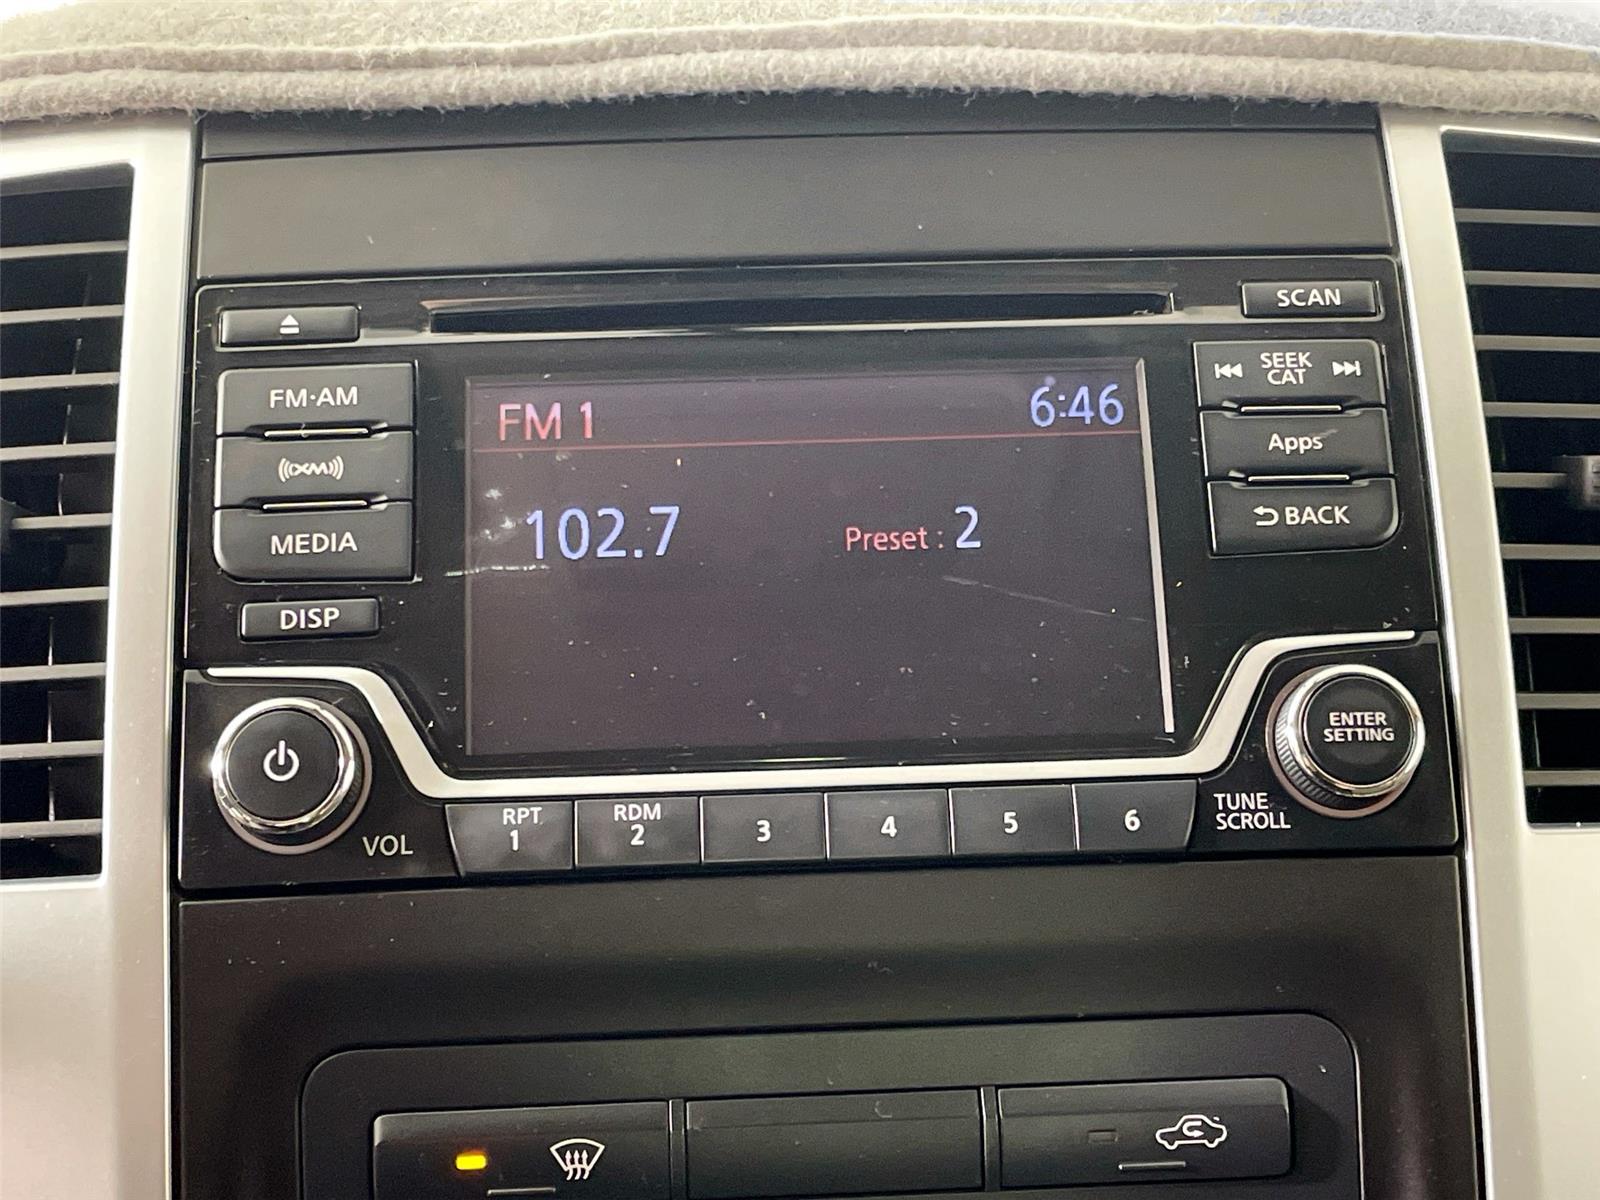 SCAN
FM·AM
XM
MEDIA
DISP
FM 1
6:46
102.7
Preset : 2
SEEK
CAT
Apps
BACK
VOL
RPT
1
RDM
2
3
4
5
6
ENTER
SETTING
TUNE
SCROLL